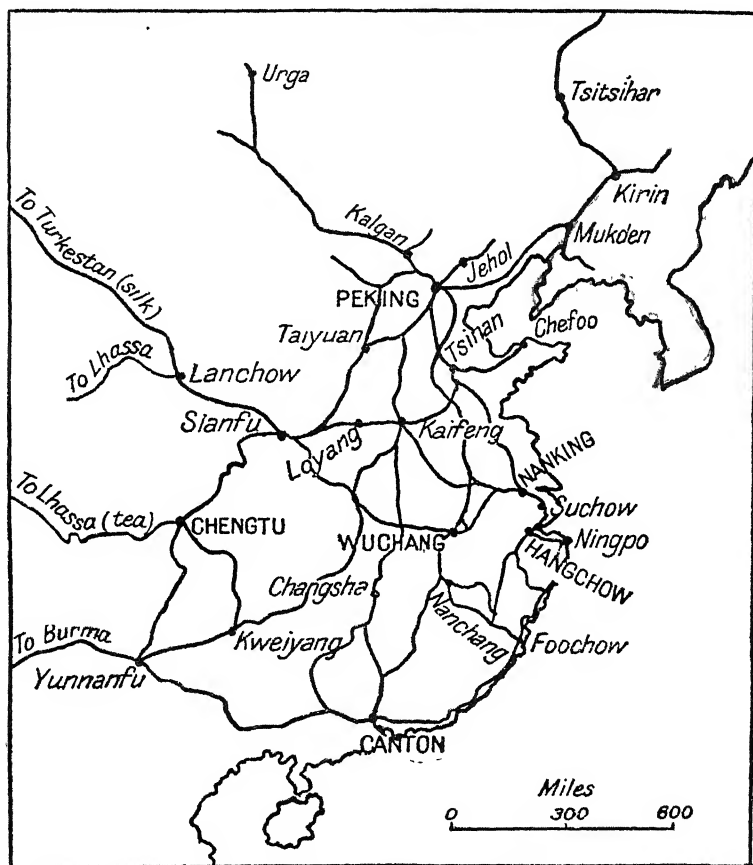 Urga
Tsitsihar
Kirin
Mukden
Kalgan
Jehol
To Turkestan (silk)
PEKING
Tsinan
Chefoo
Taiyuan
To Lhassa
Lanchow
Sianfu
Loyang
Kaifeng
NANKING
Suchow
To Lhassa (tea)
CHENGTU
WUCHANG
Ningpo
HANGCHOW
Changsha
Nanchang
To Burma
Kweiyang
Foochow
Yunnanfu
CANTON
Miles
0 300 600